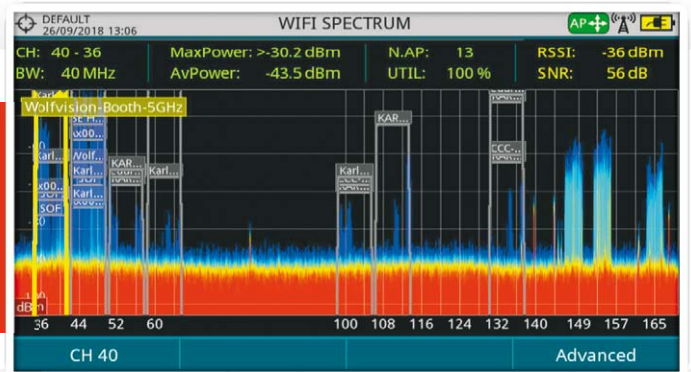 DEFAULT
26/09/2018 13:06
WIFI SPECTRUM
AP
CH: 40 - 36
MaxPower: >-30.2 dBm
N.AP: 13
RSSI: -36 dBm
BW: 40 MHz
AvPower: -43.5 dBm
UTIL: 100 %
SNR: 56 dB
Wolfvision-Booth-5GHz
KAR...
\x00...
CCC-..
Karl...
Wolf...
KAR...
Karl...
Karl...
Karl...
\x00...
Karl...
SOF
dBm
36 44 52 60 100 108 116 124 132 140 149 157 165
CH 40
Advanced